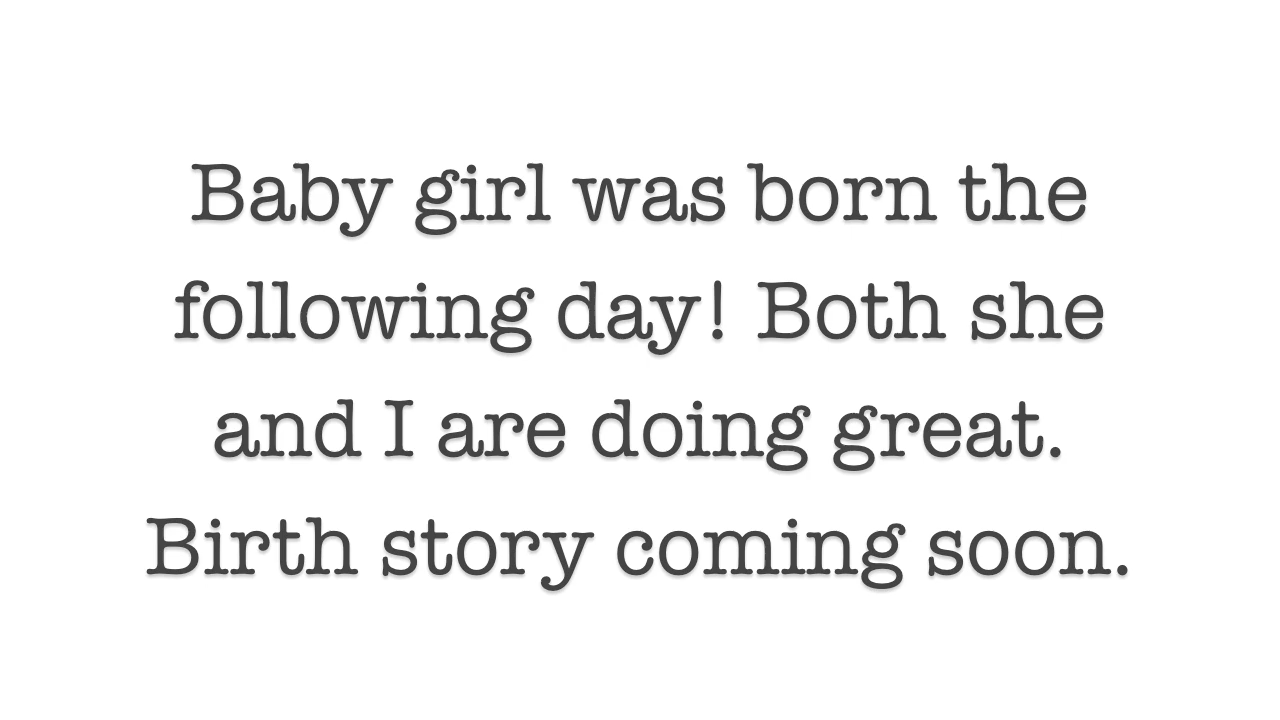 Baby girl was born the
following day! Both she
and I are doing great.
Birth story coming soon.